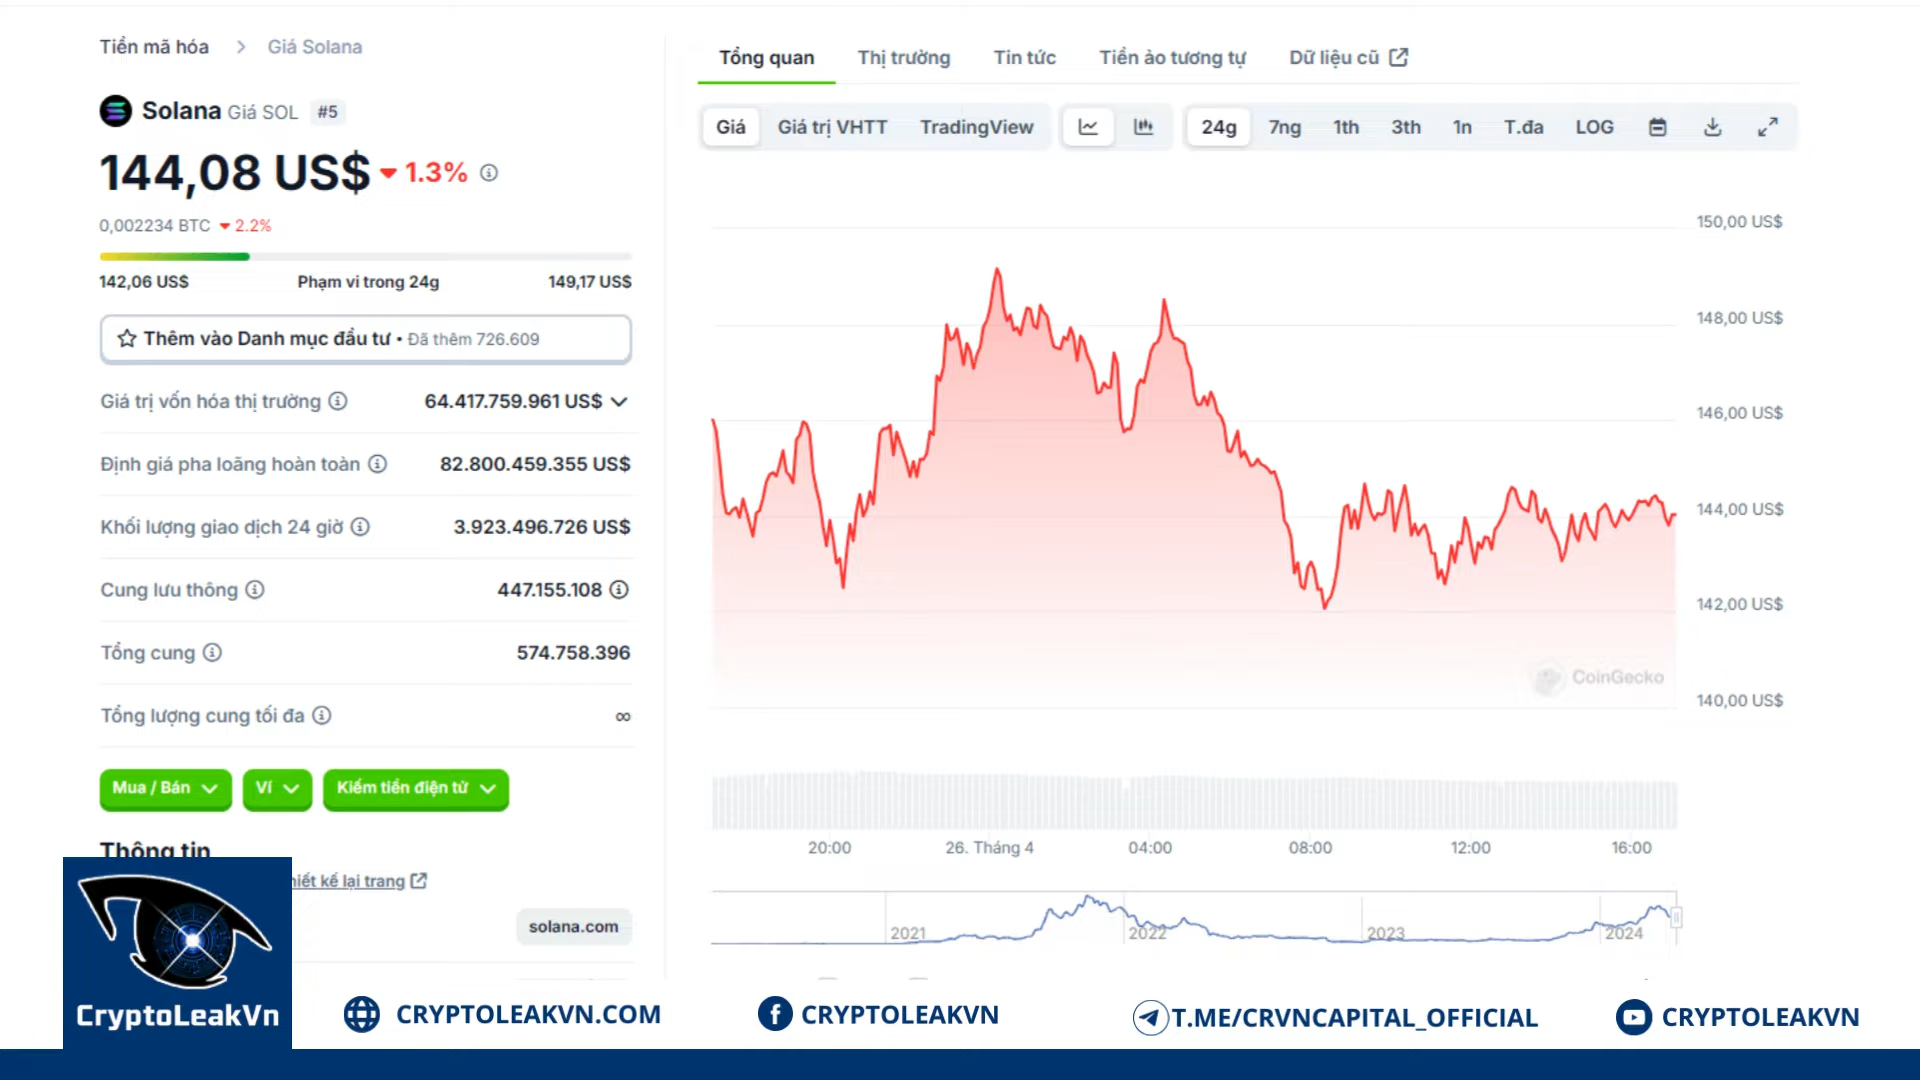 Tiền mã hóa > Giá Solana
Solana Giá SOL #5
144,08 US$ 1.3%
0,002234 BTC 2.2%
142,06 US$ Phạm vi trong 24g 149,17 US$
Thêm vào Danh mục đầu tư • Đã thêm 726.609
Giá trị vốn hóa thị trường 64.417.759.961 US$
Định giá pha loãng hoàn toàn 82.800.459.355 US$
Khối lượng giao dịch 24 giờ 3.923.496.726 US$
Cung lưu thông 447.155.108
Tổng cung 574.758.396
Tổng lượng cung tối đa ∞
Mua / Bán Ví Kiếm tiền điện tử
Thông tin
hiết kế lại trang
solana.com
Tổng quan Thị trường Tin tức Tiền ảo tương tự Dữ liệu cũ
Giá Giá trị VHTT TradingView 24g 7ng 1th 3th 1n T.đa LOG
150,00 US$
148,00 US$
146,00 US$
144,00 US$
142,00 US$
CoinGecko
140,00 US$
20:00 26. Tháng 4 04:00 08:00 12:00 16:00
2021 2022 2023 2024
CryptoLeakVn
CRYPTOLEAKVN.COM CRYPTOLEAKVN T.ME/CRVNCAPITAL_OFFICIAL CRYPTOLEAKVN